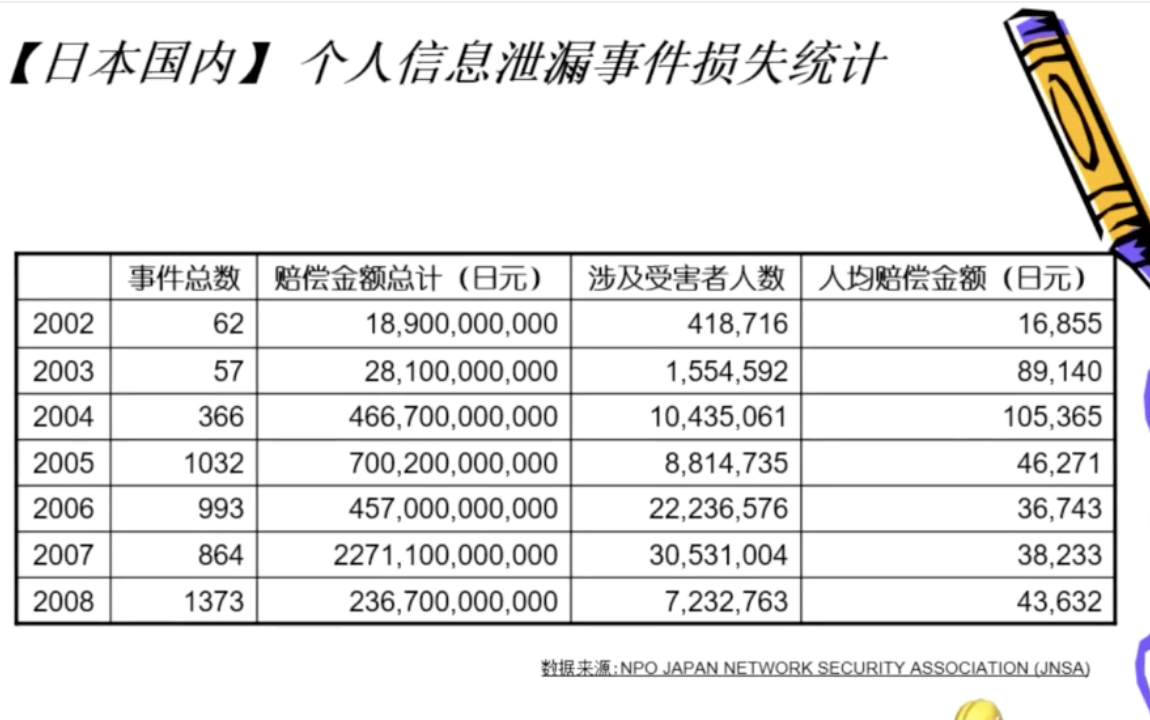 【日本国内】个人信息泄漏事件损失统计
事件总数 赔偿金额总计（日元） 涉及受害者人数 人均赔偿金额（日元）
2002 62 18,900,000,000 418,716 16,855
2003 57 28,100,000,000 1,554,592 89,140
2004 366 466,700,000,000 10,435,061 105,365
2005 1032 700,200,000,000 8,814,735 46,271
2006 993 457,000,000,000 22,236,576 36,743
2007 864 2271,100,000,000 30,531,004 38,233
2008 1373 236,700,000,000 7,232,763 43,632
数据来源:NPO JAPAN NETWORK SECURITY ASSOCIATION (JNSA)